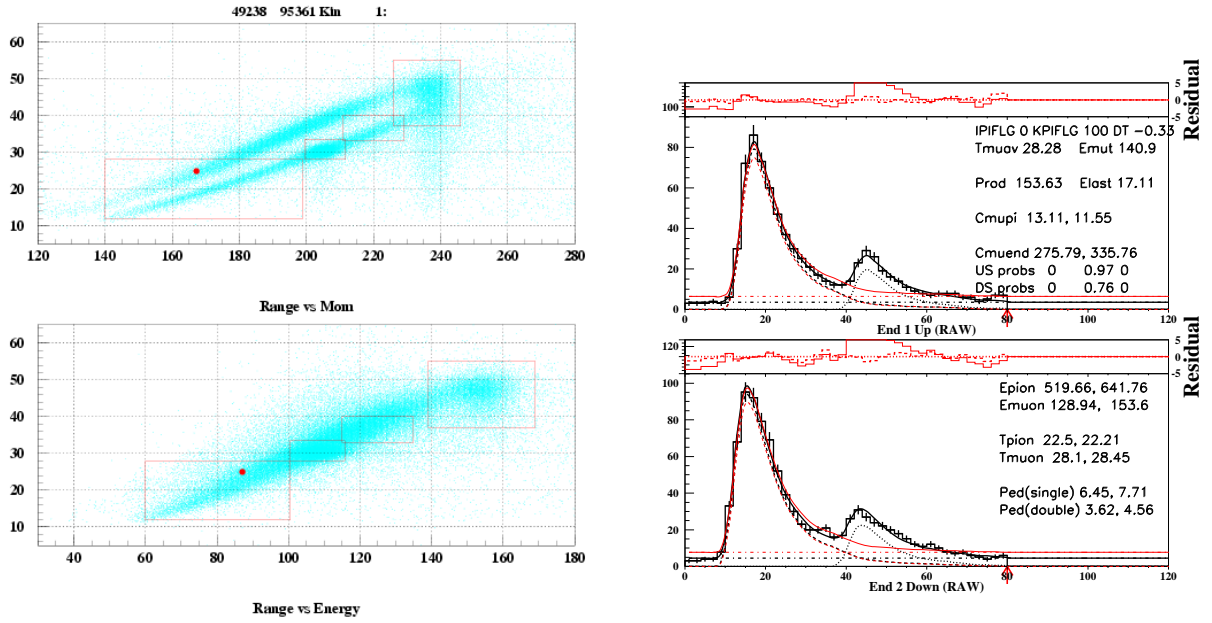 49238 95361 Kin 1:
60
50
40
30
20
10
120 140 160 180 200 220 240 260 280
Range vs Mom
60
50
40
30
20
10
40 60 80 100 120 140 160 180
Range vs Energy
100
5
0
-5
Residual
IPIFLG 0 KPIFLG 100 DT -0.33
Tmuav 28.28 Emut 140.9
Prod 153.63 Elast 17.11
Cmupi 13.11, 11.55
Cmuend 275.79, 335.76
US probs 0 0.97 0
DS probs 0 0.76 0
80
60
40
20
0
0 20 40 60 80 100 120
End 1 Up (RAW)
120
5
0
-5
Residual
Epion 519.66, 641.76
Emuon 128.94, 153.6
Tpion 22.5, 22.21
Tmuon 28.1, 28.45
Ped(single) 6.45, 7.71
Ped(double) 3.62, 4.56
100
80
60
40
20
0
0 20 40 60 80 100 120
End 2 Down (RAW)